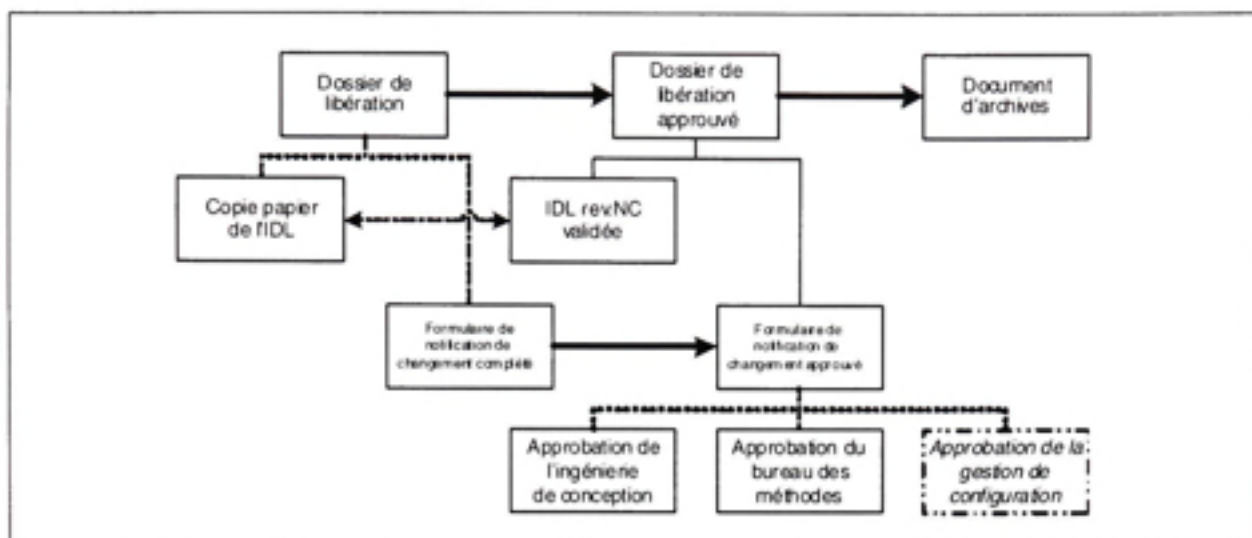 Dossier de
libération
Dossier de
libération
approuvé
Document
d'archives
Copie papier
de l'IDL
IDL rev.NC
validée
Formulaire de
notification de
changement complété
Formulaire de
notification de
changement approuvé
Approbation de
l'ingénierie
de conception
Approbation du
bureau des
méthodes
Approbation de la
gestion de
configuration